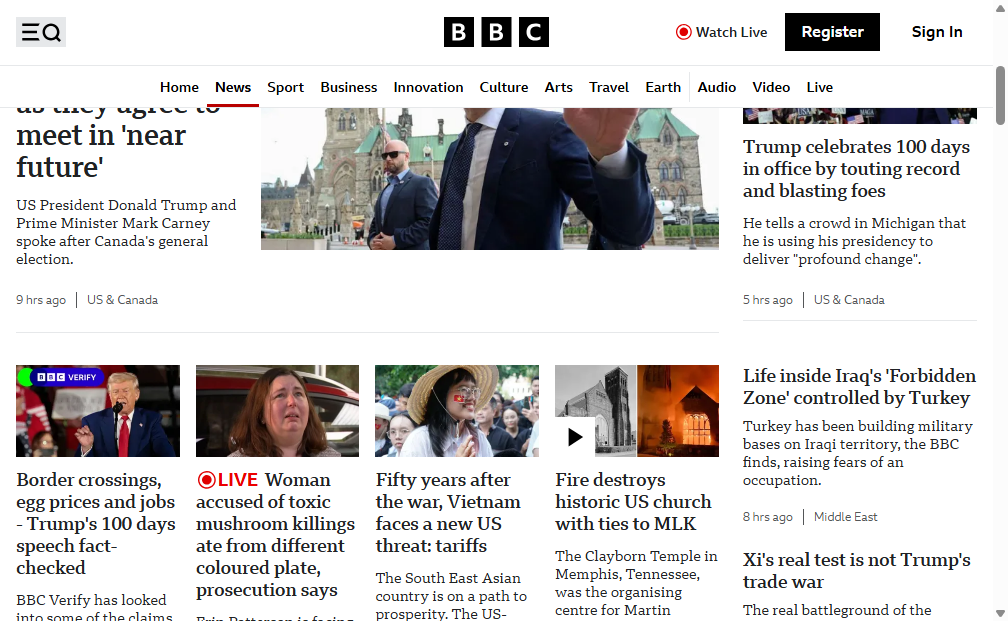 BBC
Watch Live
Register
Sign In
Home
News
Sport
Business
Innovation
Culture
Arts
Travel
Earth
Audio
Video
Live
as they agree to
meet in 'near
future'
US President Donald Trump and
Prime Minister Mark Carney
spoke after Canada's general
election.
9 hrs ago
US & Canada
Trump celebrates 100 days
in office by touting record
and blasting foes
He tells a crowd in Michigan that
he is using his presidency to
deliver "profound change".
5 hrs ago
US & Canada
BBC VERIFY
Border crossings,
egg prices and jobs
- Trump's 100 days
speech fact-
checked
BBC Verify has looked
into some of the claims
LIVE Woman
accused of toxic
mushroom killings
ate from different
coloured plate,
prosecution says
Erin Patterson is facing
Fifty years after
the war, Vietnam
faces a new US
threat: tariffs
The South East Asian
country is on a path to
prosperity. The US-
Fire destroys
historic US church
with ties to MLK
The Clayborn Temple in
Memphis, Tennessee,
was the organising
centre for Martin
Life inside Iraq's 'Forbidden
Zone' controlled by Turkey
Turkey has been building military
bases on Iraqi territory, the BBC
finds, raising fears of an
occupation.
8 hrs ago
Middle East
Xi's real test is not Trump's
trade war
The real battleground of the